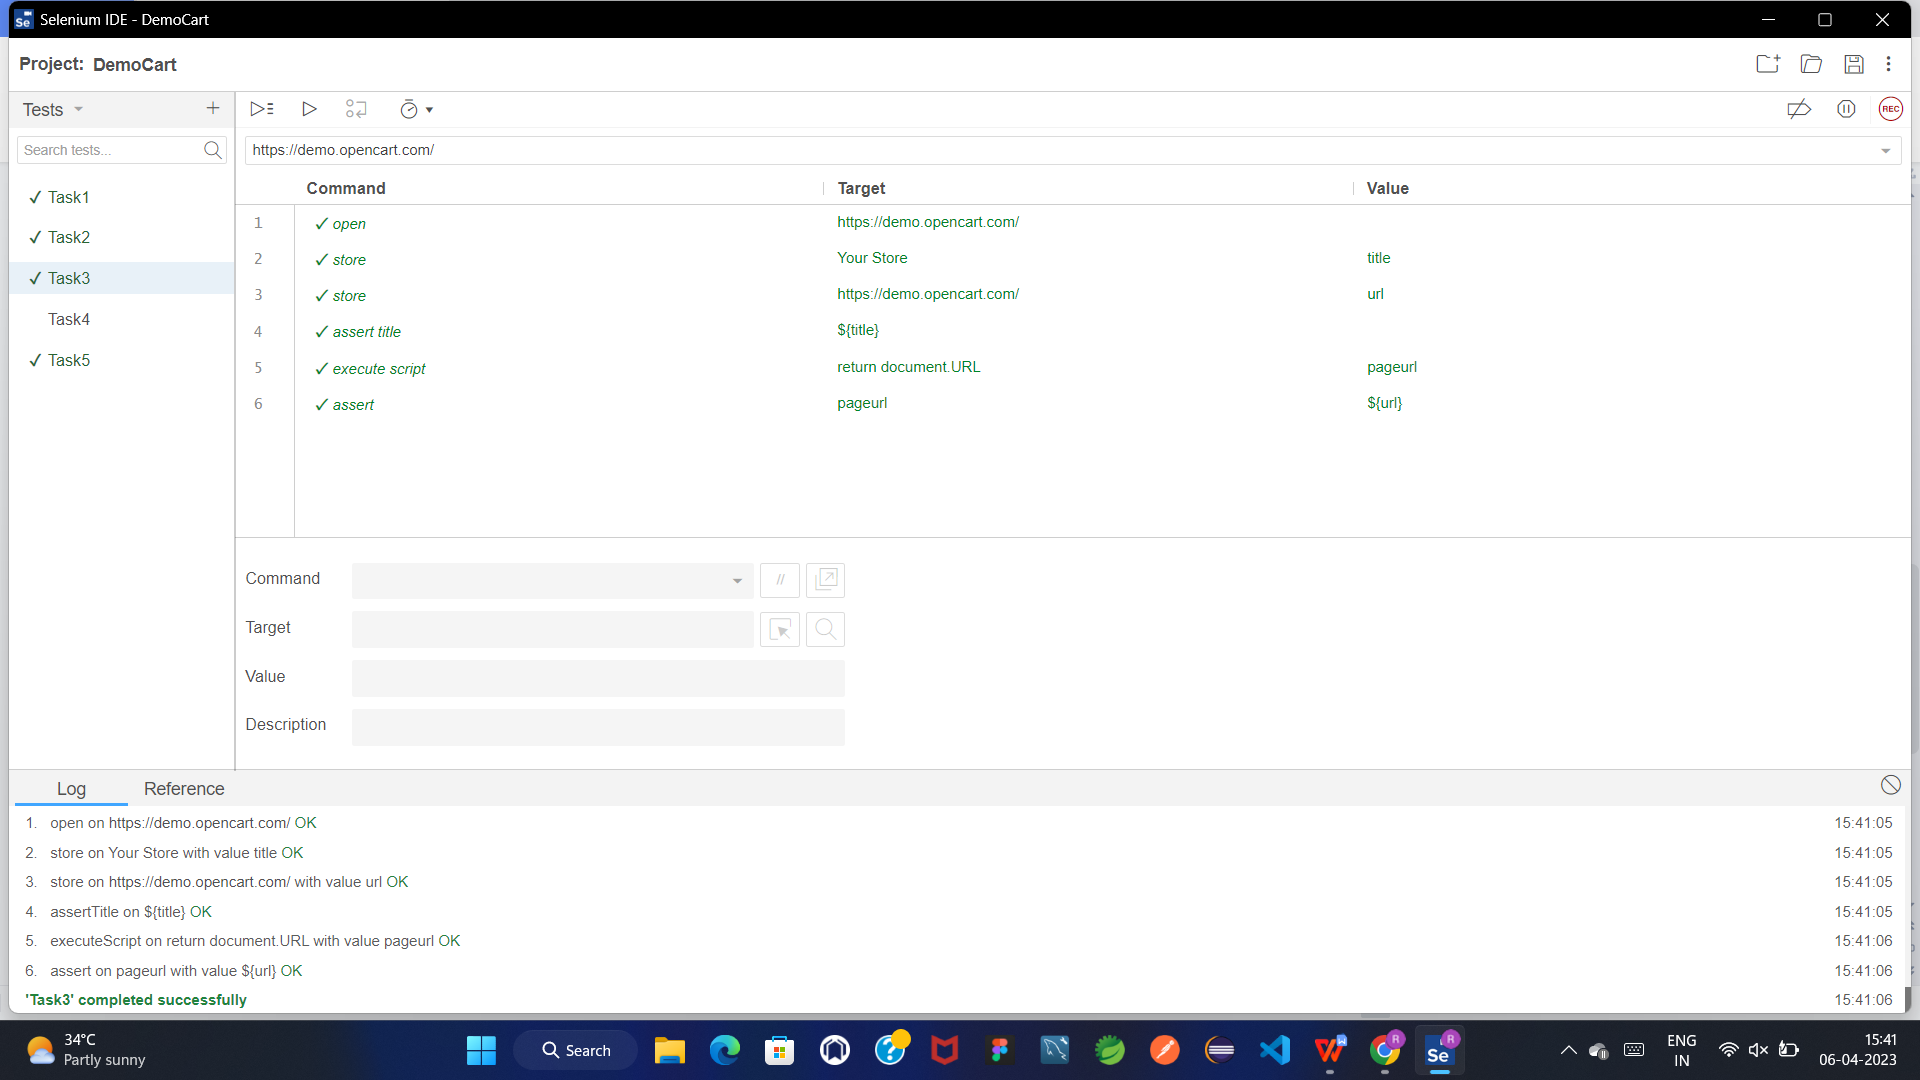 Selenium IDE - DemoCart
Project: DemoCart
Tests
Search tests...
✓ Task1
✓ Task2
✓ Task3
Task4
✓ Task5
REC
https://demo.opencart.com/
Command Target Value
1 ✓ open https://demo.opencart.com/
2 ✓ store Your Store title
3 ✓ store https://demo.opencart.com/ url
4 ✓ assert title ${title}
5 ✓ execute script return document.URL pageurl
6 ✓ assert pageurl ${url}
Command //
Target
Value
Description
Log Reference
1. open on https://demo.opencart.com/ OK 15:41:05
2. store on Your Store with value title OK 15:41:05
3. store on https://demo.opencart.com/ with value url OK 15:41:05
4. assertTitle on ${title} OK 15:41:05
5. executeScript on return document.URL with value pageurl OK 15:41:06
6. assert on pageurl with value ${url} OK 15:41:06
'Task3' completed successfully 15:41:06
34°C
Partly sunny
Search
R
Se
R
ENG
IN
15:41
06-04-2023